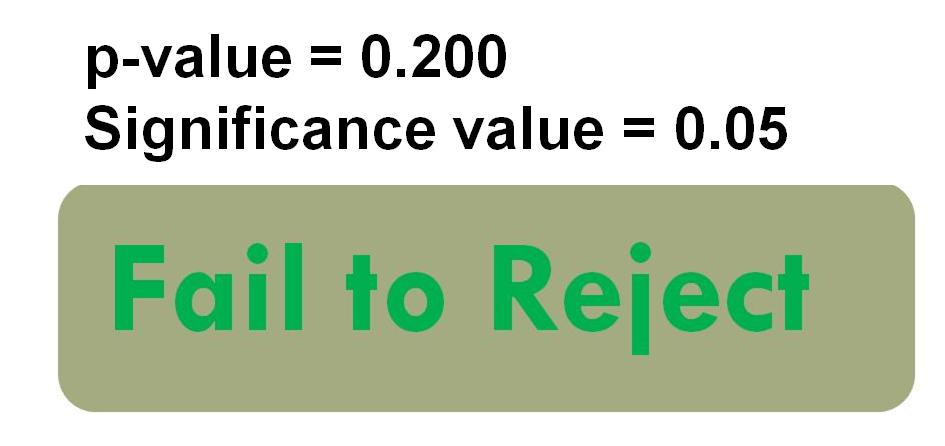 p-value = 0.200
Significance value = 0.05
Fail to Reject